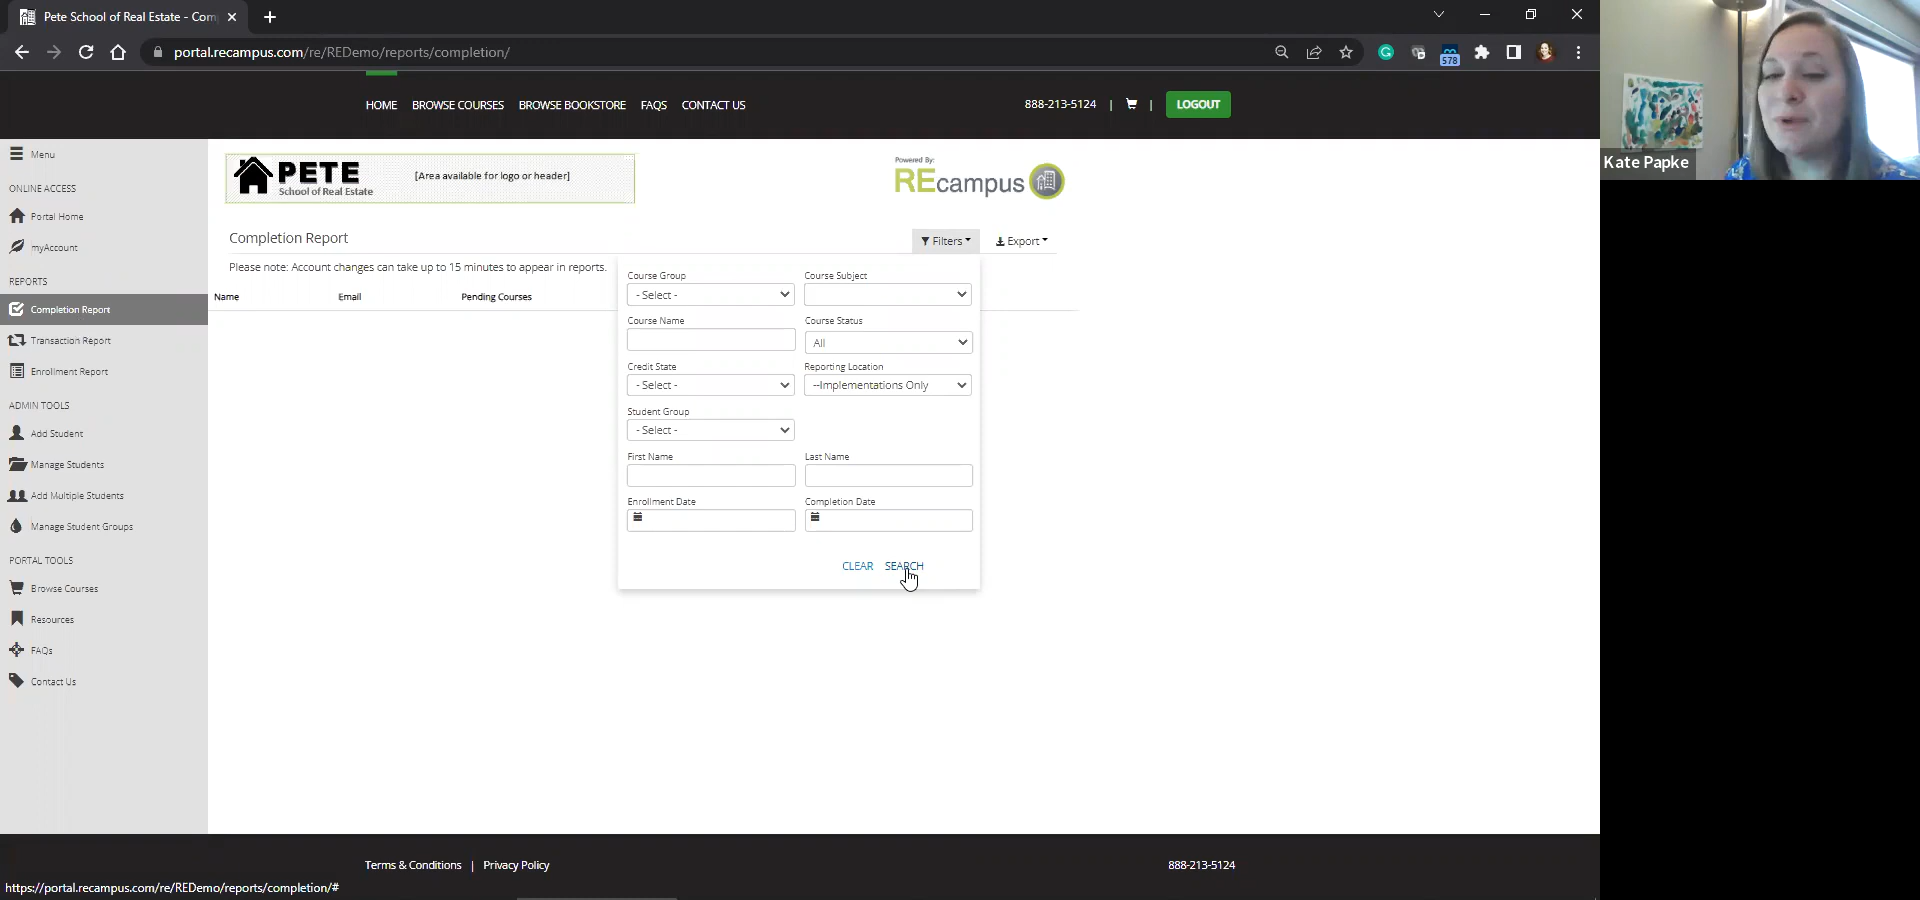 Pete School of Real Estate - Com
portal.recampus.com/re/REDemo/reports/completion/
578
HOME BROWSE COURSES BROWSE BOOKSTORE FAQS CONTACT US
888-213-5124 | | LOGOUT
Kate Papke
Menu
ONLINE ACCESS
Portal Home
myAccount
REPORTS
Completion Report
Transaction Report
Enrollment Report
ADMIN TOOLS
Add Student
Manage Students
Add Multiple Students
Manage Student Groups
PORTAL TOOLS
Browse Courses
Resources
FAQs
Contact Us
PETE
School of Real Estate
[Area available for logo or header]
Powered By:
REcampus
Completion Report
Filters Export
Please note: Account changes can take up to 15 minutes to appear in reports.
Name Email Pending Courses
Course Group Course Subject
- Select -
Course Name Course Status
All
Credit State Reporting Location
- Select - --Implementations Only
Student Group
- Select -
First Name Last Name
Enrollment Date Completion Date
CLEAR SEARCH
Terms & Conditions | Privacy Policy 888-213-5124
https://portal.recampus.com/re/REDemo/reports/completion/#